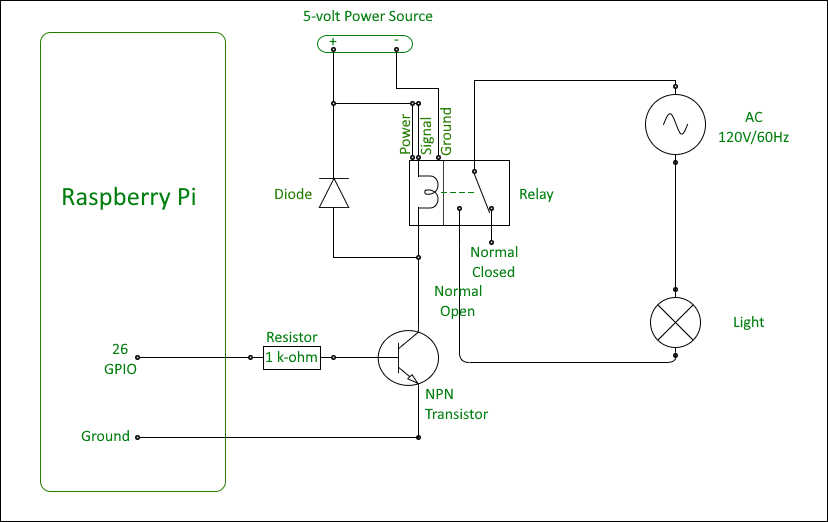 5-volt Power Source
+ -
Power
Signal
Ground
AC
120V/60Hz
Raspberry Pi
Diode
Relay
Normal
Closed
Normal
Open
Light
Resistor
1 k-ohm
26
GPIO
NPN
Transistor
Ground